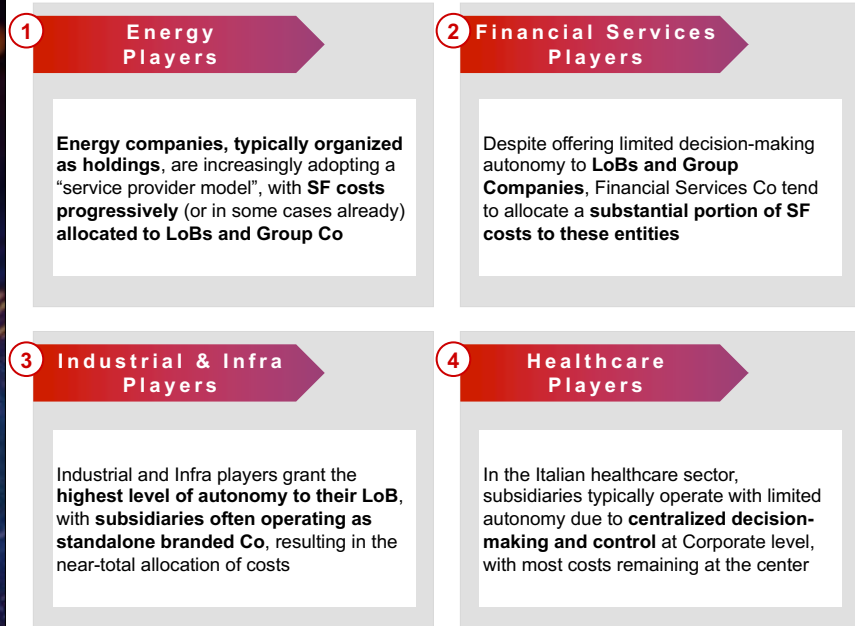 1
Energy
Players
Energy companies, typically organized
as holdings, are increasingly adopting a
“service provider model”, with SF costs
progressively (or in some cases already)
allocated to LoBs and Group Co
2
Financial Services
Players
Despite offering limited decision-making
autonomy to LoBs and Group
Companies, Financial Services Co tend
to allocate a substantial portion of SF
costs to these entities
3
Industrial & Infra
Players
Industrial and Infra players grant the
highest level of autonomy to their LoB,
with subsidiaries often operating as
standalone branded Co, resulting in the
near-total allocation of costs
4
Healthcare
Players
In the Italian healthcare sector,
subsidiaries typically operate with limited
autonomy due to centralized decision-
making and control at Corporate level,
with most costs remaining at the center